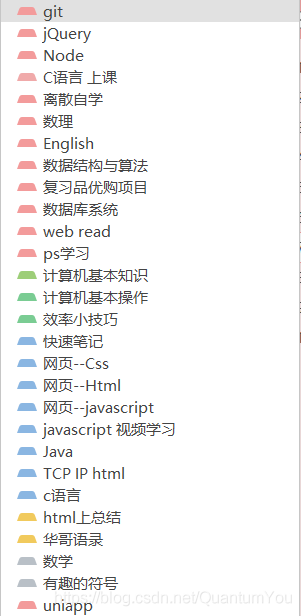 git
jQuery
Node
C语言 上课
离散自学
数理
English
数据结构与算法
复习品优购项目
数据库系统
web read
ps学习
计算机基本知识
计算机基本操作
效率小技巧
快速笔记
网页--Css
网页--Html
网页--javascript
javascript 视频学习
Java
TCP IP html
c语言
html上总结
华哥语录
数学
有趣的符号
https://blog.csdn.net/QuantumYou
uniapp